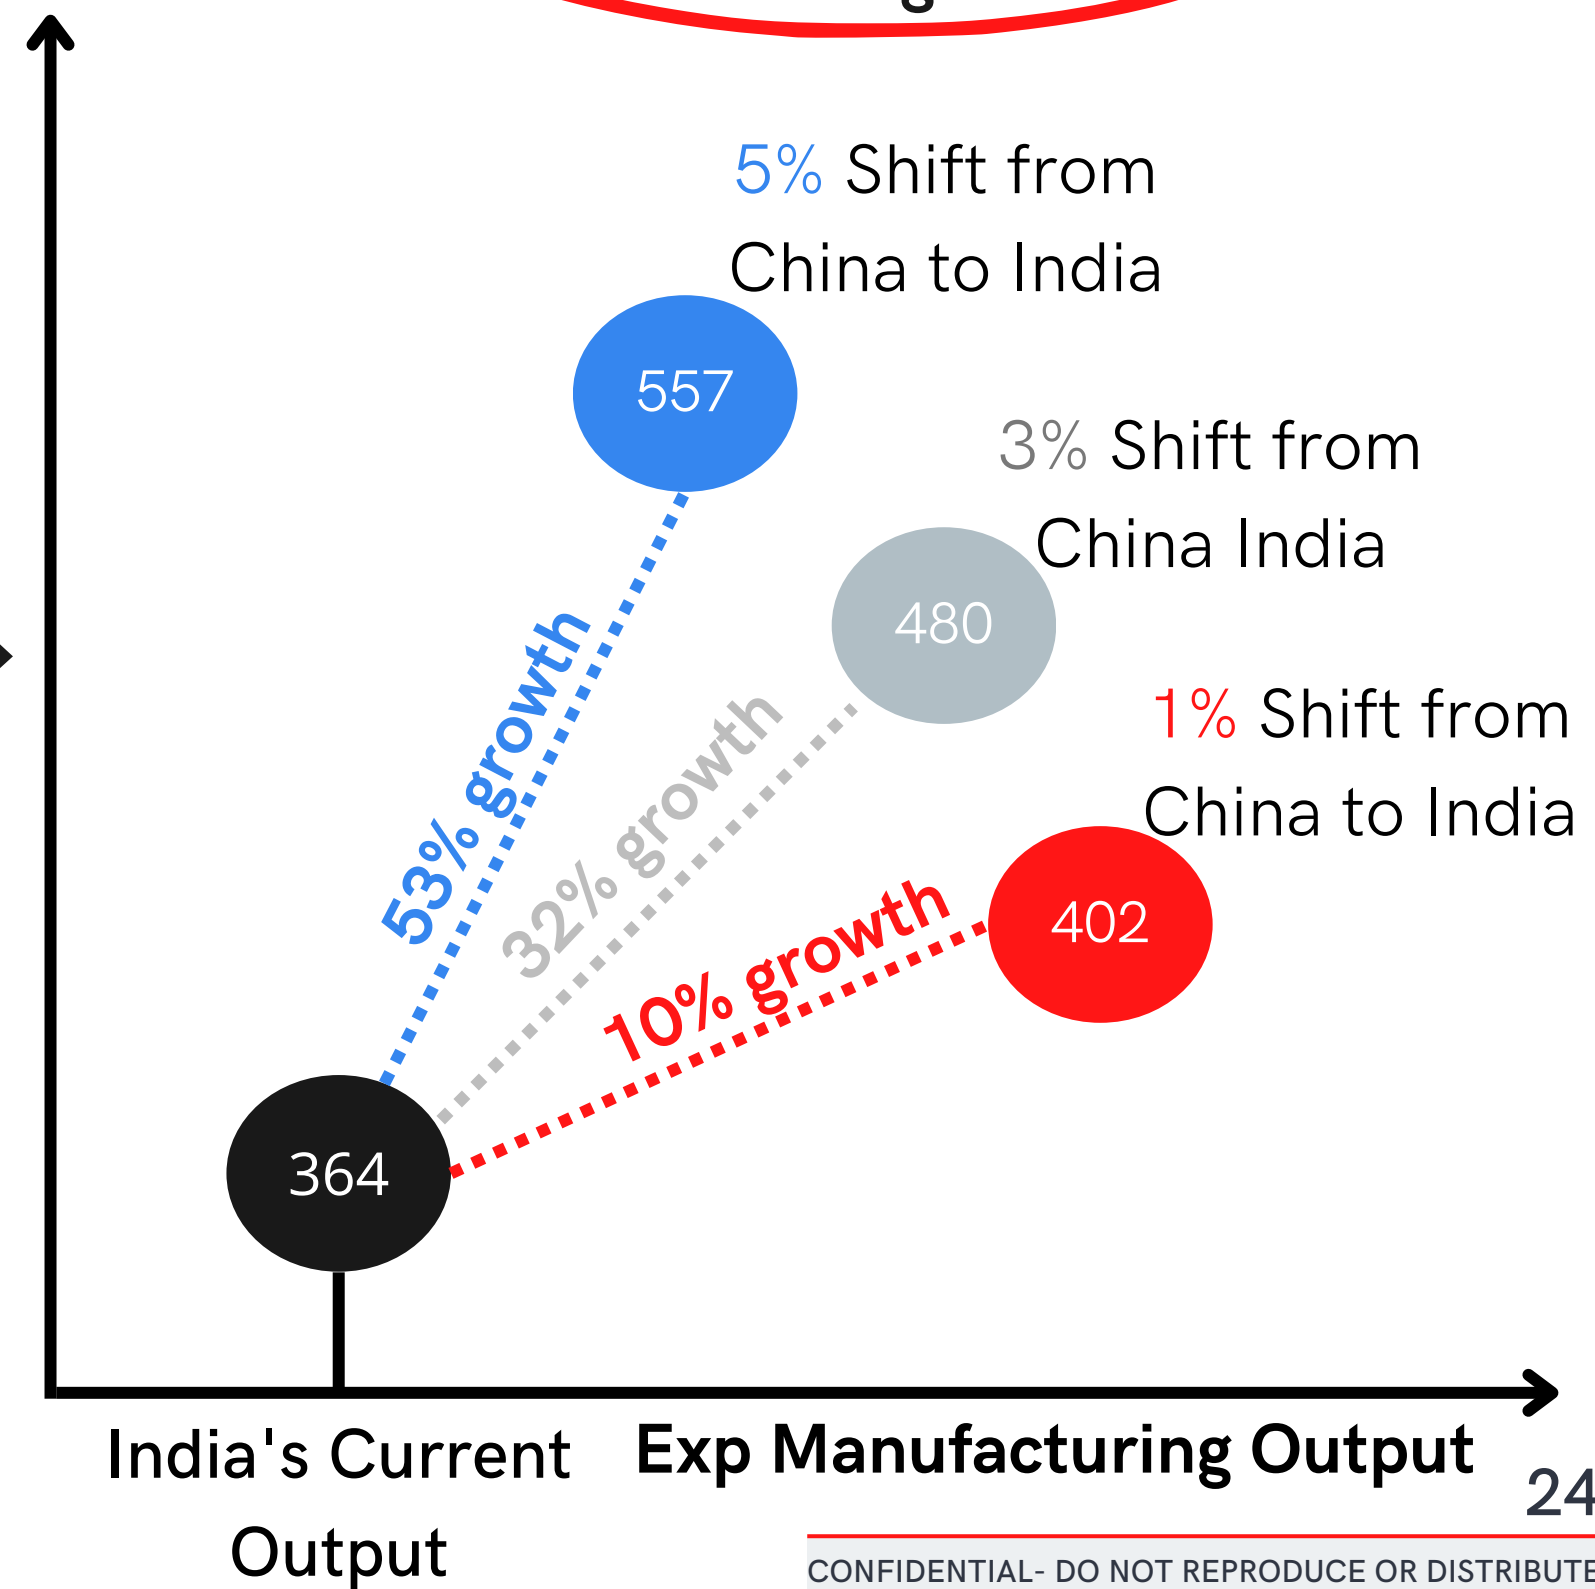 5% Shift from
China to India
557
3% Shift from
China India
480
1% Shift from
China to India
402
53% growth
32% growth
10% growth
364
India's Current
Output
Exp Manufacturing Output
24
CONFIDENTIAL- DO NOT REPRODUCE OR DISTRIBUTE